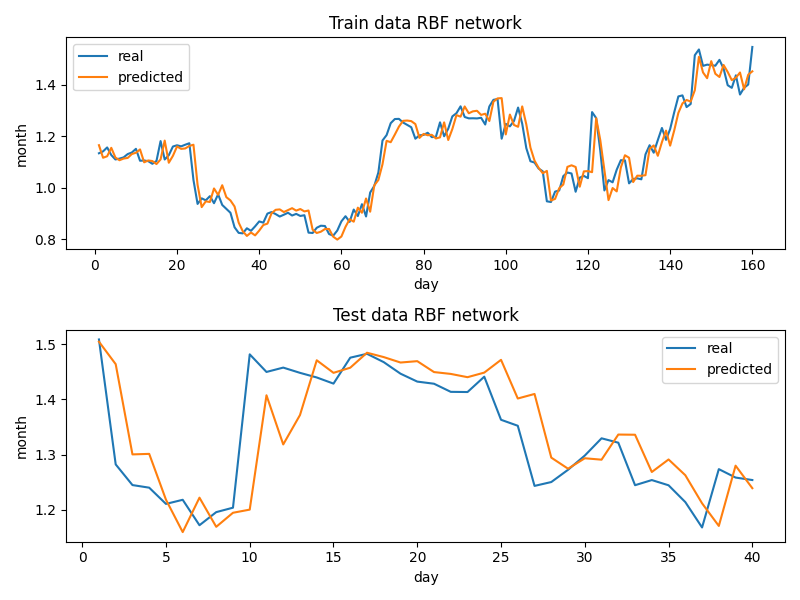 Train data RBF network
real
predicted
month
1.4
1.2
1.0
0.8
0 20 40 60 80 100 120 140 160
day
Test data RBF network
real
predicted
month
1.5
1.4
1.3
1.2
0 5 10 15 20 25 30 35 40
day